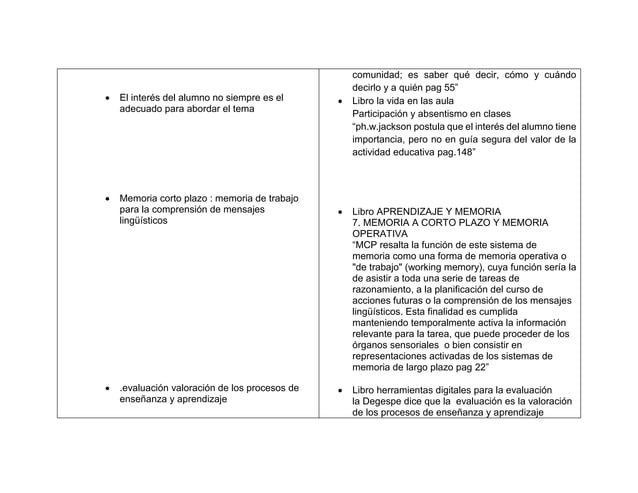 • El interés del alumno no siempre es el
adecuado para abordar el tema
• Memoria corto plazo : memoria de trabajo
para la comprensión de mensajes
lingüísticos
• .evaluación valoración de los procesos de
enseñanza y aprendizaje
comunidad; es saber qué decir, cómo y cuándo
decirlo y a quién pag 55”
• Libro la vida en las aula
Participación y absentismo en clases
“ph.w.jackson postula que el interés del alumno tiene
importancia, pero no en guía segura del valor de la
actividad educativa pag.148”
• Libro APRENDIZAJE Y MEMORIA
7. MEMORIA A CORTO PLAZO Y MEMORIA
OPERATIVA
“MCP resalta la función de este sistema de
memoria como una forma de memoria operativa o
"de trabajo" (working memory), cuya función sería la
de asistir a toda una serie de tareas de
razonamiento, a la planificación del curso de
acciones futuras o la comprensión de los mensajes
lingüísticos. Esta finalidad es cumplida
manteniendo temporalmente activa la información
relevante para la tarea, que puede proceder de los
órganos sensoriales o bien consistir en
representaciones activadas de los sistemas de
memoria de largo plazo pag 22”
• Libro herramientas digitales para la evaluación
la Degespe dice que la evaluación es la valoración
de los procesos de enseñanza y aprendizaje